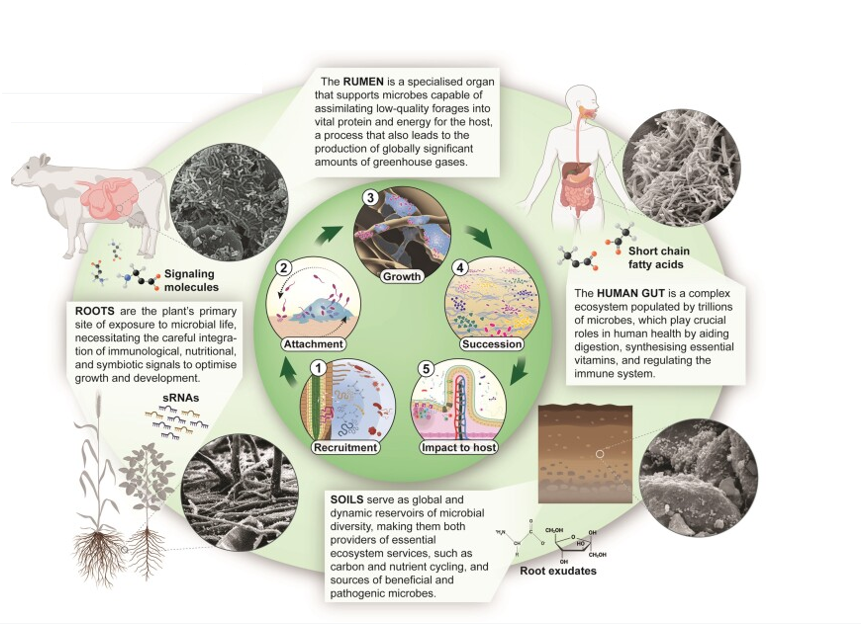 The RUMEN is a specialised organ
that supports microbes capable of
assimilating low-quality forages into
vital protein and energy for the host,
a process that also leads to the
production of globally significant
amounts of greenhouse gases.
Signaling
molecules
Short chain
fatty acids
3
Growth
2
Attachment
4
Succession
1
Recruitment
5
Impact to host
ROOTS are the plant's primary
site of exposure to microbial life,
necessitating the careful integra-
tion of immunological, nutritional,
and symbiotic signals to optimise
growth and development.
The HUMAN GUT is a complex
ecosystem populated by trillions
of microbes, which play crucial
roles in human health by aiding
digestion, synthesising essential
vitamins, and regulating the
immune system.
sRNAs
SOILS serve as global and
dynamic reservoirs of microbial
diversity, making them both
providers of essential
ecosystem services, such as
carbon and nutrient cycling, and
sources of beneficial and
pathogenic microbes.
CH₂OH
OH
HO
CH₂OH
OH
Root exudates